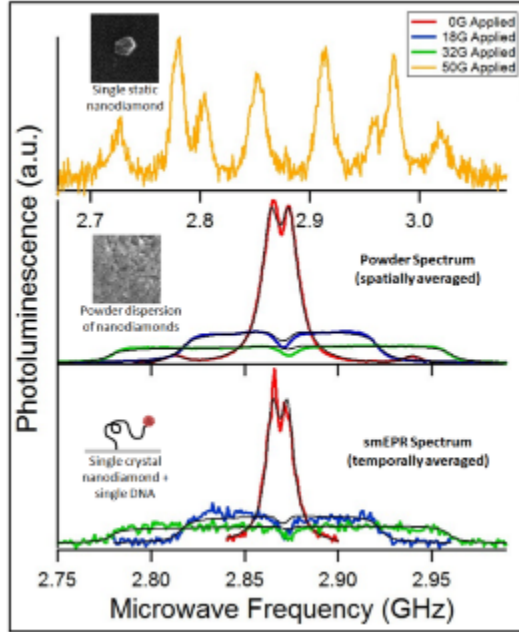 0G Applied
18G Applied
32G Applied
50G Applied
Single static
nanodiamond
2.7 2.8 2.9 3.0
Photoluminescence (a.u.)
Powder Spectrum
(spatially averaged)
Powder dispersion
of nanodiamonds
smEPR Spectrum
(temporally averaged)
Single crystal
nanodiamond +
single DNA
2.75 2.80 2.85 2.90 2.95
Microwave Frequency (GHz)